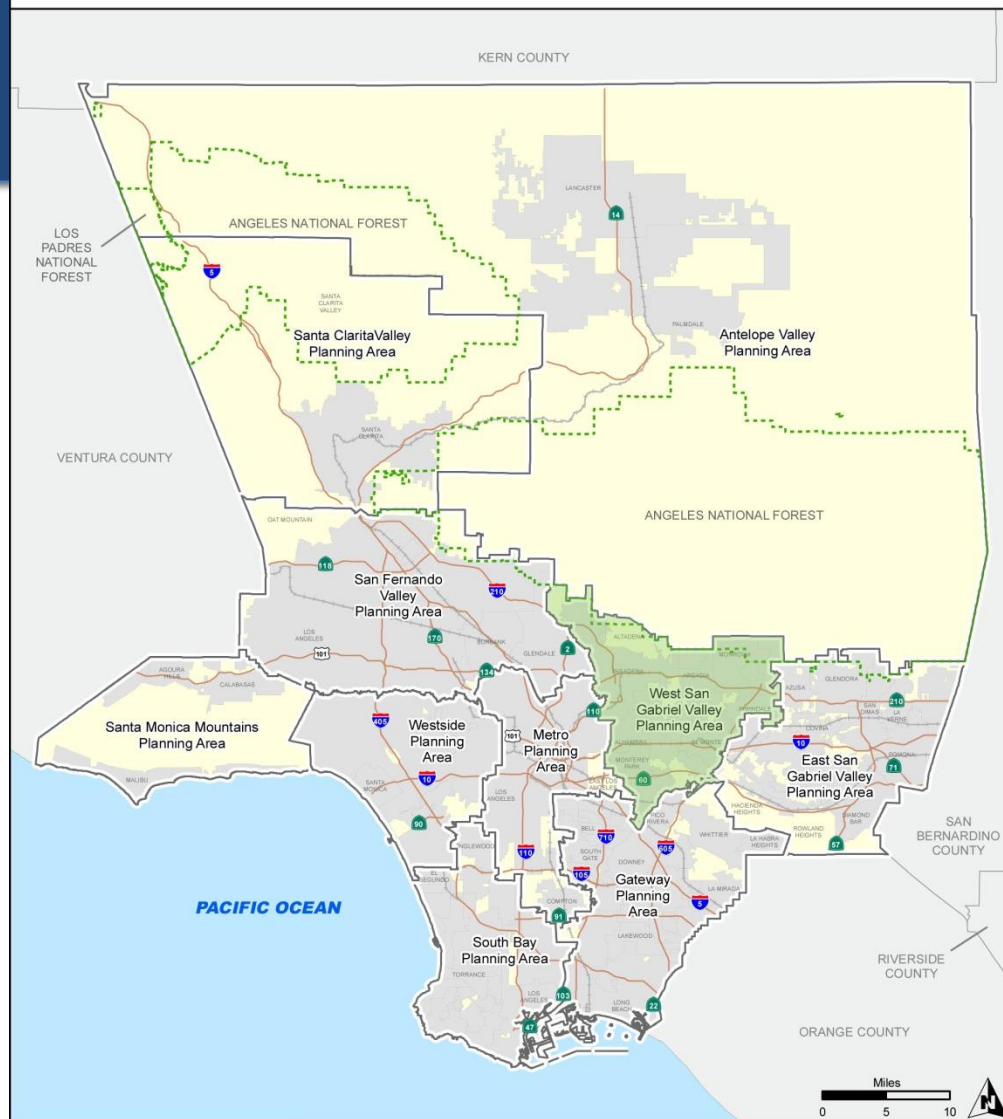 KERN COUNTY
LANCASTER
14
LOS
PADRES
NATIONAL
FOREST
ANGELES NATIONAL FOREST
5
SANTA
CLARITA
VALLEY
Santa ClaritaValley
Planning Area
PALMDALE
Antelope Valley
Planning Area
SANTA
CLARITA
VENTURA COUNTY
ANGELES NATIONAL FOREST
OAT MOUNTAIN
118
San Fernando
Valley
Planning Area
210
LOS
ANGELES
170
BURBANK
101
134
GLENDALE
2
ALTADENA
PASADENA
ARCADIA
MONROVIA
West San
Gabriel Valley
Planning Area
110
ALHAMBRA
EL MONTE
MONTEREY
PARK
60
AZUSA
GLENDORA
SAN
DIMAS
LA
VERNE
210
IRWINDALE
COVINA
10
POMONA
71
East San
Gabriel Valley
Planning Area
HACIENDA
HEIGHTS
ROWLAND
HEIGHTS
DIAMOND
BAR
57
AGOURA
HILLS
CALABASAS
Santa Monica Mountains
Planning Area
MALIBU
405
Westside
Planning
Area
10
SANTA
MONICA
90
101
Metro
Planning
Area
LOS
ANGELES
EAST LOS
ANGELES
110
INGLEWOOD
EL
SEGUNDO
PICO
RIVERA
WHITTIER
LA HABRA
HEIGHTS
BELL
710
SOUTH
GATE
605
DOWNEY
105
Gateway
Planning
Area
LA MIRADA
5
COMPTON
91
LAKEWOOD
South Bay
Planning Area
TORRANCE
LOS
ANGELES
103
47
LONG
BEACH
22
PACIFIC OCEAN
SAN
BERNARDINO
COUNTY
RIVERSIDE
COUNTY
ORANGE COUNTY
Miles
0 5 10
N